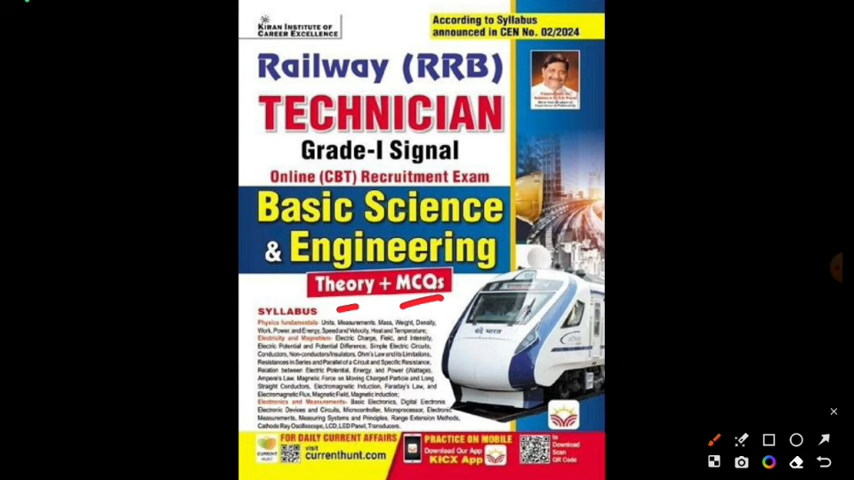 KIRAN INSTITUTE OF
CAREER EXCELLENCE
According to Syllabus
announced in CEN No. 02/2024
Railway (RRB)
TECHNICIAN
Grade-I Signal
Online (CBT) Recruitment Exam
Basic Science
& Engineering
Theory + MCQs
SYLLABUS
Physics fundamentals- Units, Measurements, Mass, Weight, Density,
Work, Power and Energy, Speed and Velocity, Heat and Temperature;
Electricity and Magnetism- Electric Charge, Field, and Intensity,
Electric Potential and Potential Difference, Simple Electric Circuits,
Conductors, Non-conductors/Insulators, Ohm's Law and its Limitations,
Resistances in Series and Parallel of a Circuit and Specific Resistance,
Relation between Electric Potential, Energy, and Power (Wattage),
Ampere's Law, Magnetic Force on Moving Charged Particle and Long
Straight Conductors, Electromagnetic Induction, Faraday's Law, and
Electromagnetic Flux, Magnetic Field, Magnetic Induction;
Electronics and Measurements- Basic Electronics, Digital Electronics
Electronic Devices and Circuits, Microcontroller, Microprocessor, Electronic
Measurements, Measuring Systems and Principles, Range Extension Methods,
Cathode Ray Oscilloscope, LCD, LED Panel, Transducers.
वंदे भारत
CURRENT
HUNT
FOR DAILY CURRENT AFFAIRS
visit
currenthunt.com
PRACTICE ON MOBILE
Download Our App
KICX App
to
Download
Scan
QR Code